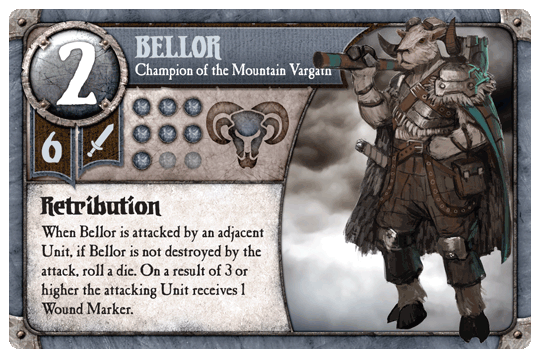 2
BELLOR
Champion of the Mountain Vargath
6
Retribution
When Bellor is attacked by an adjacent
Unit, if Bellor is not destroyed by the
attack, roll a die. On a result of 3 or
higher the attacking Unit receives 1
Wound Marker.